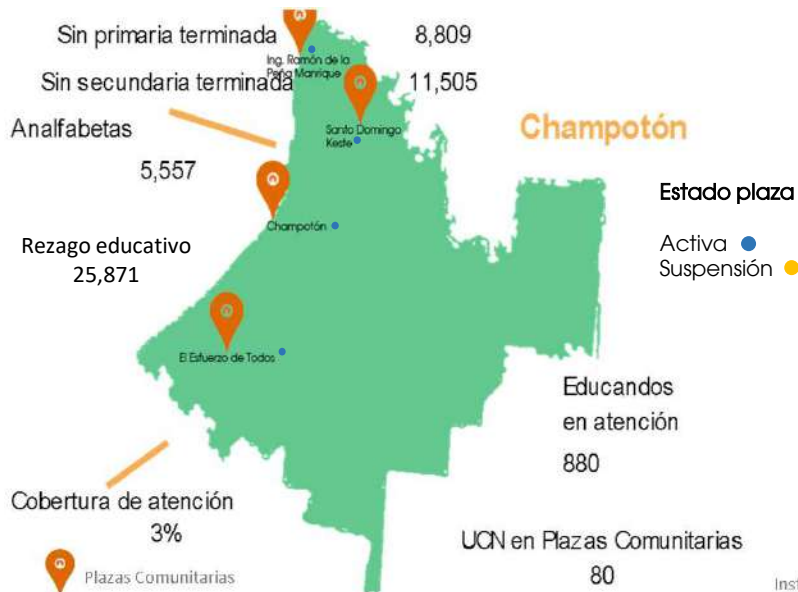 Sin primaria terminada 8,809
Ing. Ramón de la
Peña Manrique
Sin secundaria terminada 11,505
Analfabetas
Santo Domingo
Keste
Champotón
5,557
Estado plaza
Champotón
Activa
Rezago educativo
Suspensión
25,871
El Esfuerzo de Todos
Educandos
en atención
880
Cobertura de atención
3%
UCN en Plazas Comunitarias
80
Plazas Comunitarias
Inst